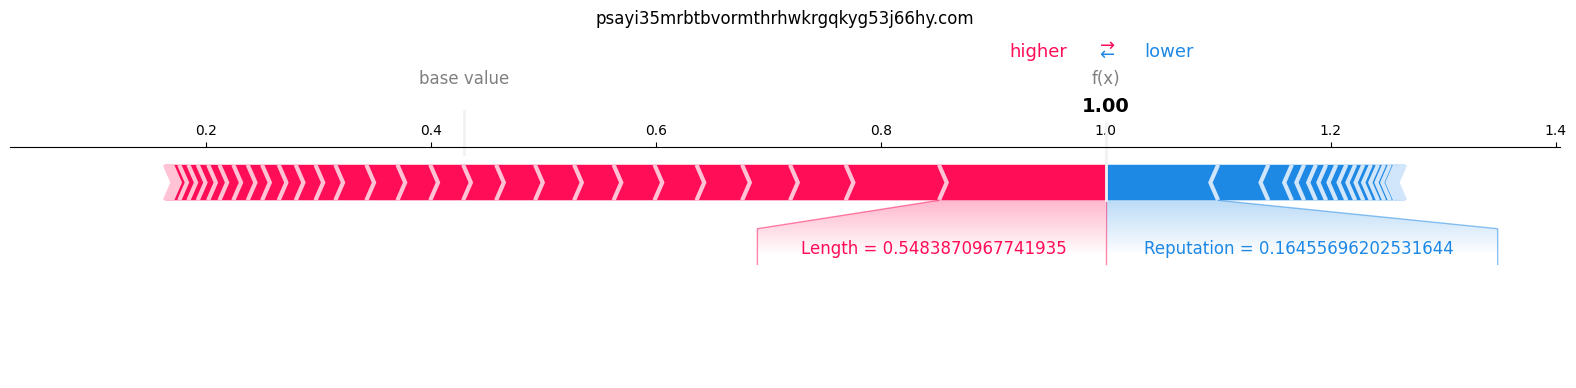 psayi35mrbtbvormthrhwkrgqkyg53j66hy.com
higher ⇄ lower
base value f(x)
1.00
0.2 0.4 0.6 0.8 1.0 1.2 1.4
Length = 0.5483870967741935 Reputation = 0.16455696202531644